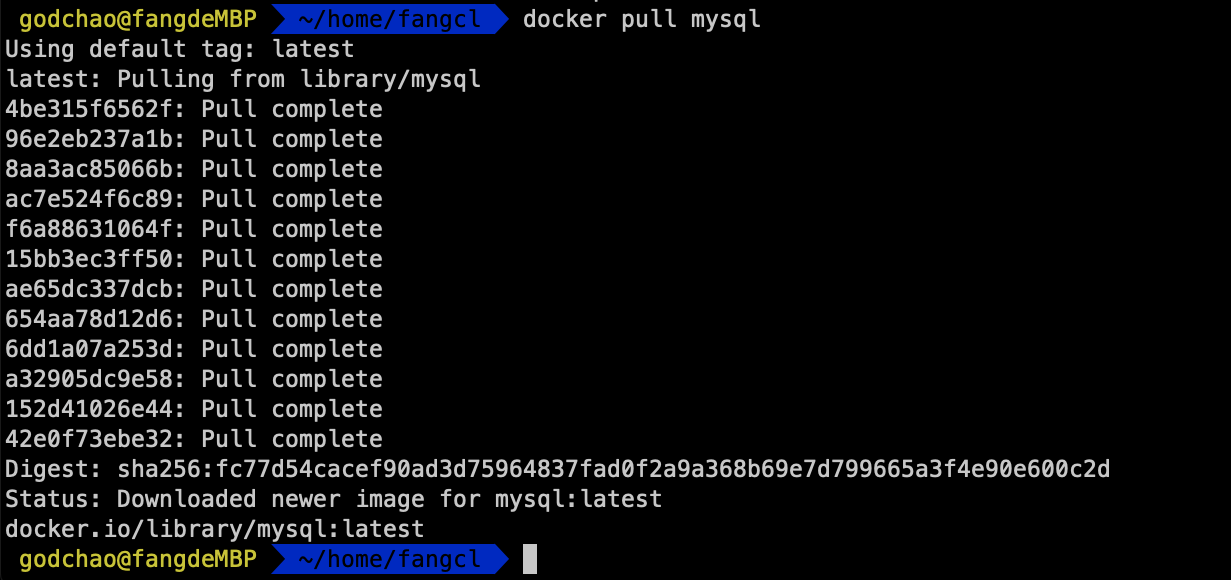 godchao@fangdeMBP ~/home/fangcl docker pull mysql
Using default tag: latest
latest: Pulling from library/mysql
4be315f6562f: Pull complete
96e2eb237a1b: Pull complete
8aa3ac85066b: Pull complete
ac7e524f6c89: Pull complete
f6a88631064f: Pull complete
15bb3ec3ff50: Pull complete
ae65dc337dcb: Pull complete
654aa78d12d6: Pull complete
6dd1a07a253d: Pull complete
a32905dc9e58: Pull complete
152d41026e44: Pull complete
42e0f73ebe32: Pull complete
Digest: sha256:fc77d54cacef90ad3d75964837fad0f2a9a368b69e7d799665a3f4e90e600c2d
Status: Downloaded newer image for mysql:latest
docker.io/library/mysql:latest
godchao@fangdeMBP ~/home/fangcl